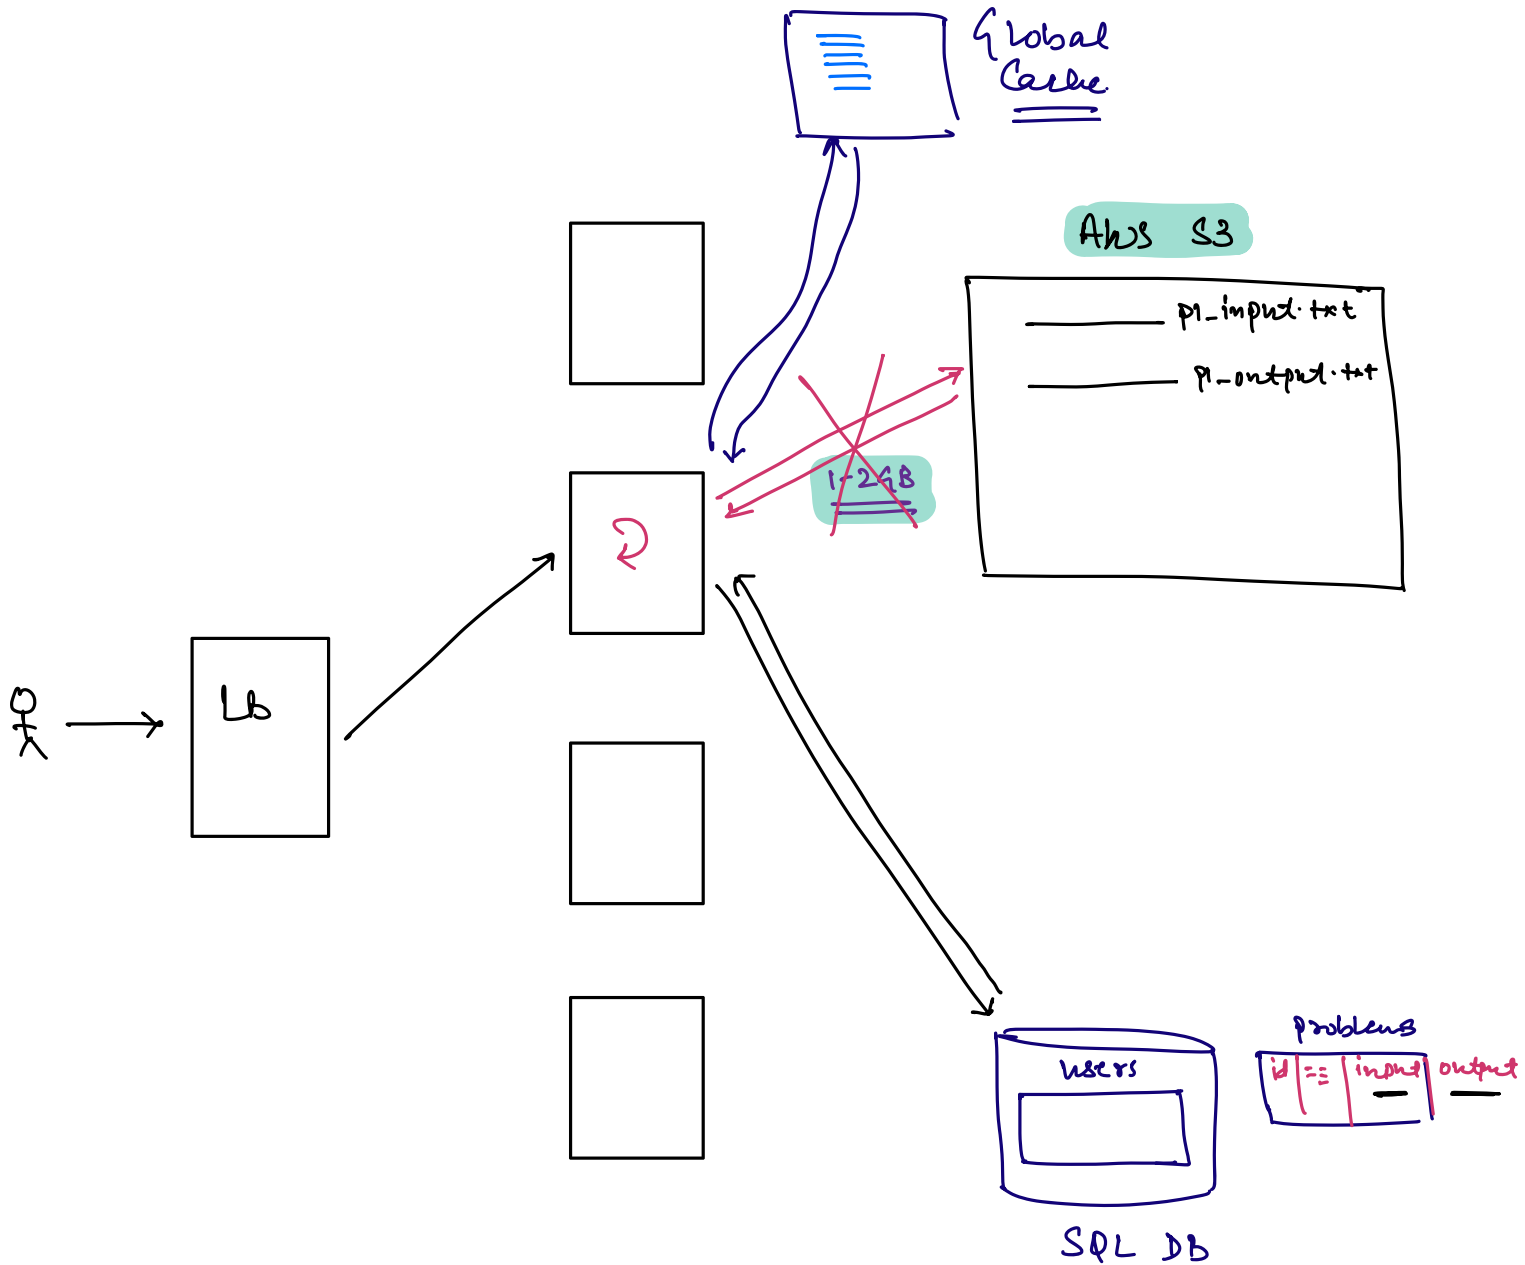 Global
Cache
AWS S3
p1_input.txt
p1_output.txt
1-2GB
Lb
users
problems
id
input
output
SQL DB